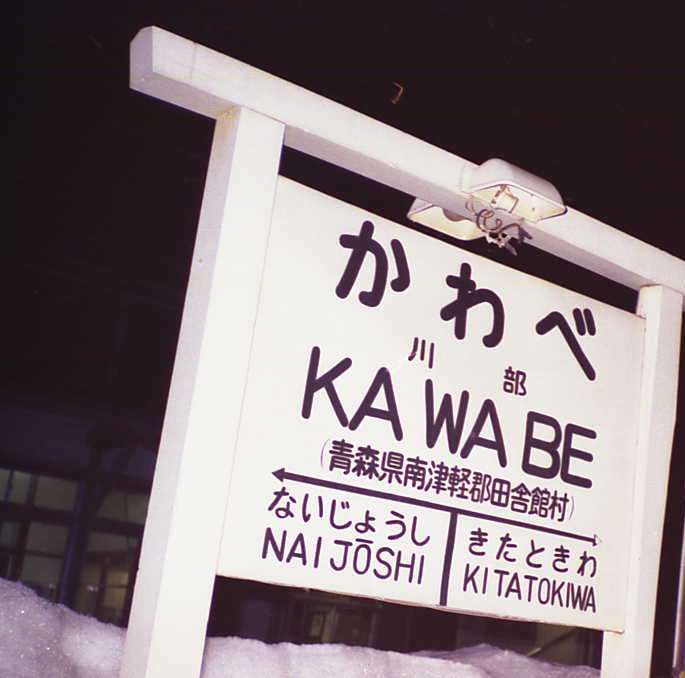 かわべ
川部
KAWABE
(青森県南津軽郡田舎館村)
ないじょうし きたときわ
NAIJŌSHI KITATOKIWA